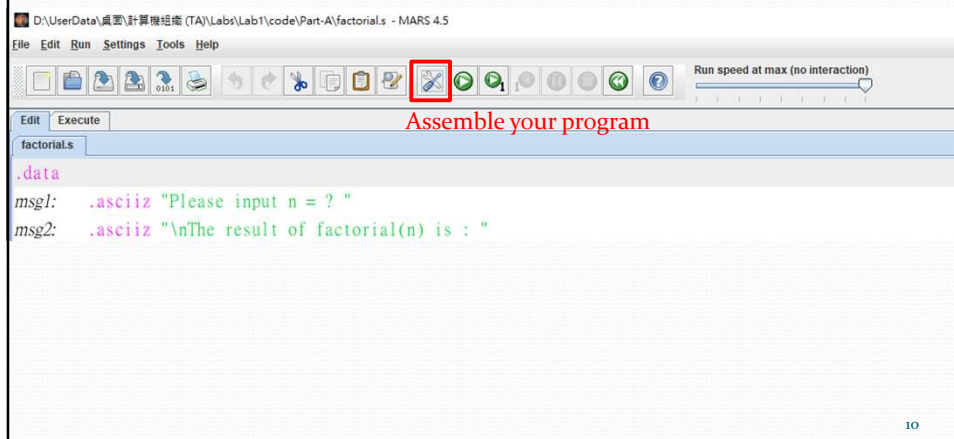 D:\UserData\桌面\計算機組織 (TA)\Labs\Lab1\code\Part-A\factorial.s - MARS 4.5
File Edit Run Settings Tools Help
Run speed at max (no interaction)
Edit Execute
Assemble your program
factorial.s
.data
msg1: .asciiz "Please input n = ? "
msg2: .asciiz "\nThe result of factorial(n) is : "
10